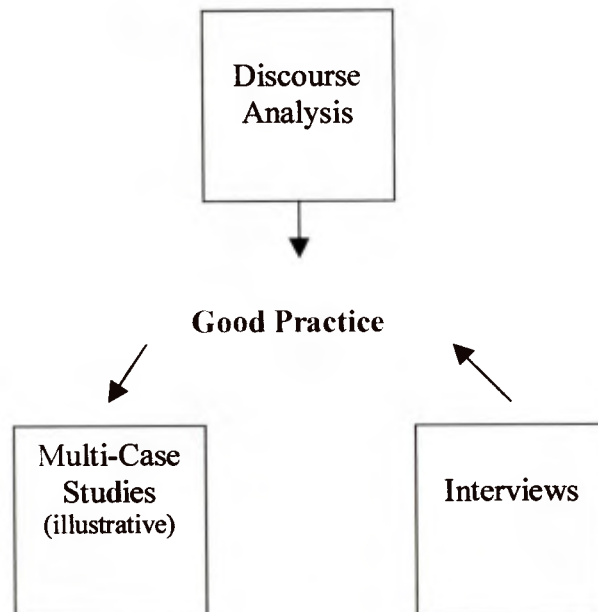 Discourse
Analysis
Good Practice
Multi-Case
Studies
(illustrative)
Interviews